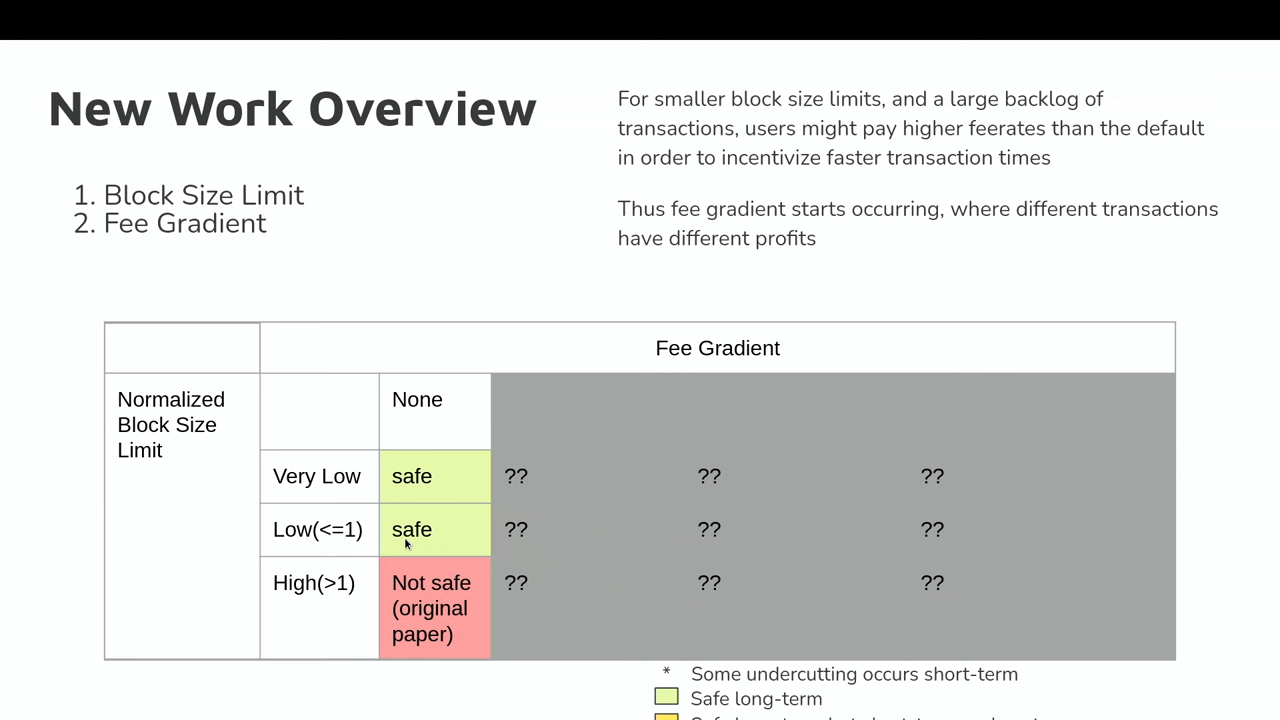 New Work Overview
1. Block Size Limit
2. Fee Gradient
For smaller block size limits, and a large backlog of
transactions, users might pay higher feerates than the default
in order to incentivize faster transaction times
Thus fee gradient starts occurring, where different transactions
have different profits
Fee Gradient
Normalized
Block Size
Limit
None
Very Low
safe
??
??
??
Low(<=1)
safe
??
??
??
High(>1)
Not safe
(original
paper)
??
??
??
* Some undercutting occurs short-term
Safe long-term